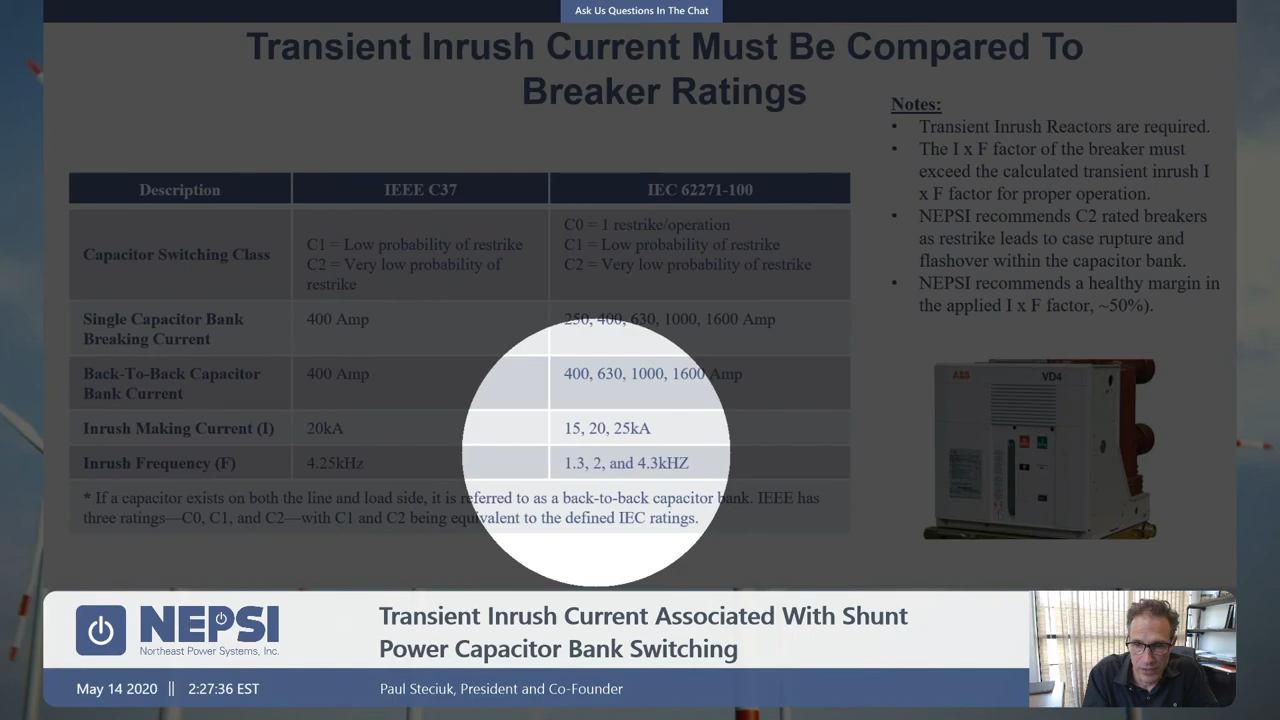 Ask Us Questions In The Chat
Transient Inrush Current Must Be Compared To
Breaker Ratings
Notes:
• Transient Inrush Reactors are required.
• The I x F factor of the breaker must
exceed the calculated transient inrush I
x F factor for proper operation.
• NEPSI recommends C2 rated breakers
as restrike leads to case rupture and
flashover within the capacitor bank.
• NEPSI recommends a healthy margin in
the applied I x F factor, ~50%).
Description IEEE C37 IEC 62271-100
Capacitor Switching Class
C1 = Low probability of restrike
C2 = Very low probability of
restrike
C0 = 1 restrike/operation
C1 = Low probability of restrike
C2 = Very low probability of restrike
Single Capacitor Bank
Breaking Current
400 Amp
250, 400, 630, 1000, 1600 Amp
Back-To-Back Capacitor
Bank Current
400 Amp
400, 630, 1000, 1600 Amp
Inrush Making Current (I) 20kA 15, 20, 25kA
Inrush Frequency (F) 4.25kHz 1.3, 2, and 4.3kHZ
* If a capacitor exists on both the line and load side, it is referred to as a back-to-back capacitor bank. IEEE has
three ratings—C0, C1, and C2—with C1 and C2 being equivalent to the defined IEC ratings.
ABB VD4
NEPSI
Northeast Power Systems, Inc.
Transient Inrush Current Associated With Shunt
Power Capacitor Bank Switching
May 14 2020 || 2:27:36 EST
Paul Steciuk, President and Co-Founder